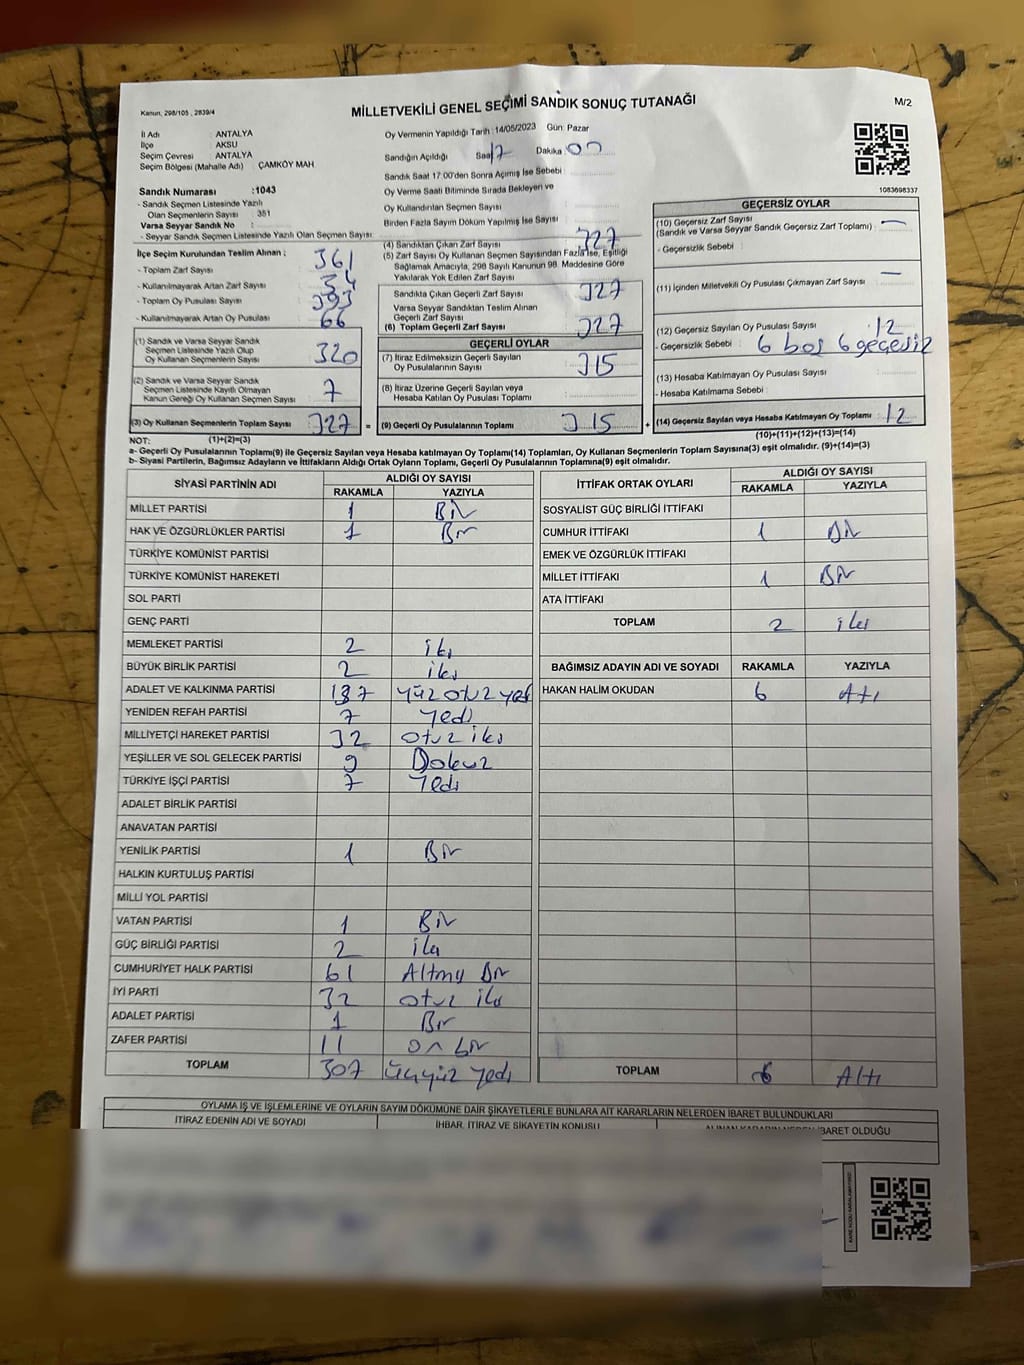 Kanun, 298/105 , 2839/4
MİLLETVEKİLİ GENEL SEÇİMİ SANDIK SONUÇ TUTANAĞI
M/2
İl Adı : ANTALYA
İlçe : AKSU
Seçim Çevresi : ANTALYA
Seçim Bölgesi (Mahalle Adı) : ÇAMKÖY MAH
Oy Vermenin Yapıldığı Tarih : 14/05/2023 Gün: Pazar
Sandığın Açıldığı Saat 17 Dakika: 00
Sandık Saat 17:00'den Sonra Açılmış İse Sebebi :
Oy Verme Saati Bitiminde Sırada Bekleyen ve
Oy Kullandırılan Seçmen Sayısı :
Birden Fazla Sayım Döküm Yapılmış İse Sayısı :
1083698337
Sandık Numarası :1043
- Sandık Seçmen Listesinde Yazılı
Olan Seçmenlerin Sayısı : 351
Varsa Seyyar Sandık No :
- Seyyar Sandık Seçmen Listesinde Yazılı Olan Seçmen Sayısı:
İlçe Seçim Kurulundan Teslim Alınan ;
- Toplam Zarf Sayısı : 361
- Kullanılmayarak Artan Zarf Sayısı : 34
- Toplam Oy Pusulası Sayısı : 393
- Kullanılmayarak Artan Oy Pusulası : 66
(1) Sandık ve Varsa Seyyar Sandık
Seçmen Listesinde Yazılı Olup
Oy Kullanan Seçmenlerin Sayısı : 320
(2) Sandık ve Varsa Seyyar Sandık
Seçmen Listesinde Kayıtlı Olmayan
Kanun Gereği Oy Kullanan Seçmen Sayısı : 7
(3) Oy Kullanan Seçmenlerin Toplam Sayısı : 327 =
(4) Sandıktan Çıkan Zarf Sayısı : 327
(5) Zarf Sayısı Oy Kullanan Seçmen Sayısından Fazla İse, Eşitliği
Sağlamak Amacıyla, 298 Sayılı Kanunun 98. Maddesine Göre
Yakılarak Yok Edilen Zarf Sayısı :
Sandıkta Çıkan Geçerli Zarf Sayısı : 327
Varsa Seyyar Sandıktan Teslim Alınan
Geçerli Zarf Sayısı :
(6) Toplam Geçerli Zarf Sayısı : 327
GEÇERLİ OYLAR
(7) İtiraz Edilmeksizin Geçerli Sayılan
Oy Pusulalarının Sayısı : 315
(8) İtiraz Üzerine Geçerli Sayılan veya
Hesaba Katılan Oy Pusulası Toplamı :
(9) Geçerli Oy Pusulalarının Toplamı : 315 +
GEÇERSİZ OYLAR
(10) Geçersiz Zarf Sayısı : —
(Sandık ve Varsa Seyyar Sandık Geçersiz Zarf Toplamı)
- Geçersizlik Sebebi :
(11) İçinden Milletvekili Oy Pusulası Çıkmayan Zarf Sayısı : —
(12) Geçersiz Sayılan Oy Pusulası Sayısı : 12
- Geçersizlik Sebebi : 6 boş 6 geçersiz
(13) Hesaba Katılmayan Oy Pusulası Sayısı :
- Hesaba Katılmama Sebebi :
(14) Geçersiz Sayılan veya Hesaba Katılmayan Oy Toplamı : 12
NOT: (1)+(2)=(3)
(10)+(11)+(12)+(13)=(14)
a- Geçerli Oy Pusulalarının Toplamı(9) ile Geçersiz Sayılan veya Hesaba katılmayan Oy Toplamı(14) Toplamları, Oy Kullanan Seçmenlerin Toplam Sayısına(3) eşit olmalıdır. (9)+(14)=(3)
b- Siyasi Partilerin, Bağımsız Adayların ve İttifakların Aldığı Ortak Oyların Toplamı, Geçerli Oy Pusulalarının Toplamına(9) eşit olmalıdır.
SİYASİ PARTİNİN ADI ALDIĞI OY SAYISI
RAKAMLA YAZIYLA
MİLLET PARTİSİ 1 Bir
HAK VE ÖZGÜRLÜKLER PARTİSİ 1 Bir
TÜRKİYE KOMÜNİST PARTİSİ
TÜRKİYE KOMÜNİST HAREKETİ
SOL PARTİ
GENÇ PARTİ
MEMLEKET PARTİSİ 2 iki
BÜYÜK BİRLİK PARTİSİ 2 iki
ADALET VE KALKINMA PARTİSİ 137 yüz otuz yedi
YENİDEN REFAH PARTİSİ 7 yedi
MİLLİYETÇİ HAREKET PARTİSİ 32 otuz iki
YEŞİLLER VE SOL GELECEK PARTİSİ 9 Dokuz
TÜRKİYE İŞÇİ PARTİSİ 7 Yedi
ADALET BİRLİK PARTİSİ
ANAVATAN PARTİSİ
YENİLİK PARTİSİ 1 Bir
HALKIN KURTULUŞ PARTİSİ
MİLLİ YOL PARTİSİ
VATAN PARTİSİ 1 Bir
GÜÇ BİRLİĞİ PARTİSİ 2 iki
CUMHURİYET HALK PARTİSİ 61 Altmış Bir
İYİ PARTİ 32 otuz iki
ADALET PARTİSİ 1 Bir
ZAFER PARTİSİ 11 on bir
TOPLAM 307 üçyüz yedi
İTTİFAK ORTAK OYLARI ALDIĞI OY SAYISI
RAKAMLA YAZIYLA
SOSYALİST GÜÇ BİRLİĞİ İTTİFAKI
CUMHUR İTTİFAKI 1 Bir
EMEK VE ÖZGÜRLÜK İTTİFAKI
MİLLET İTTİFAKI 1 Bir
ATA İTTİFAKI
TOPLAM 2 iki
BAĞIMSIZ ADAYIN ADI VE SOYADI RAKAMLA YAZIYLA
HAKAN HALİM OKUDAN 6 Altı
TOPLAM 6 Altı
OYLAMA İŞ VE İŞLEMLERİNE VE OYLARIN SAYIM DÖKÜMÜNE DAİR ŞİKAYETLERLE BUNLARA AİT KARARLARIN NELERDEN İBARET BULUNDUKLARI
İTİRAZ EDENİN ADI VE SOYADI
İHBAR, İTİRAZ VE ŞİKAYETİN KONUSU
ALINAN KARARIN NEDEN İBARET OLDUĞU